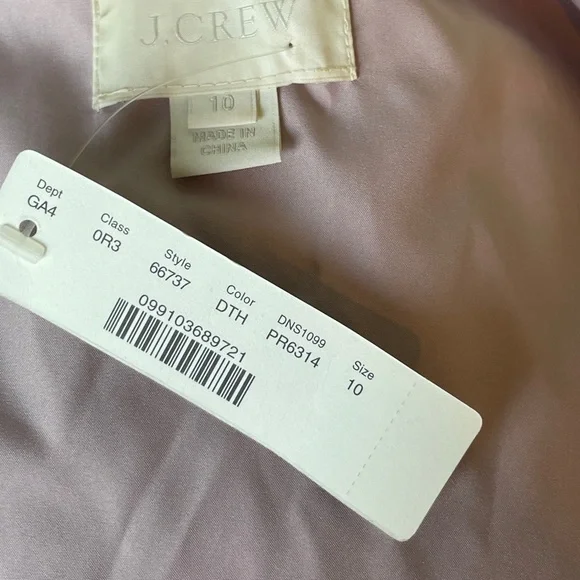 J.CREW
10
MADE IN
CHINA
Dept Class Style Color DNS1099 Size
GA4 0R3 66737 DTH PR6314 10
099103689721